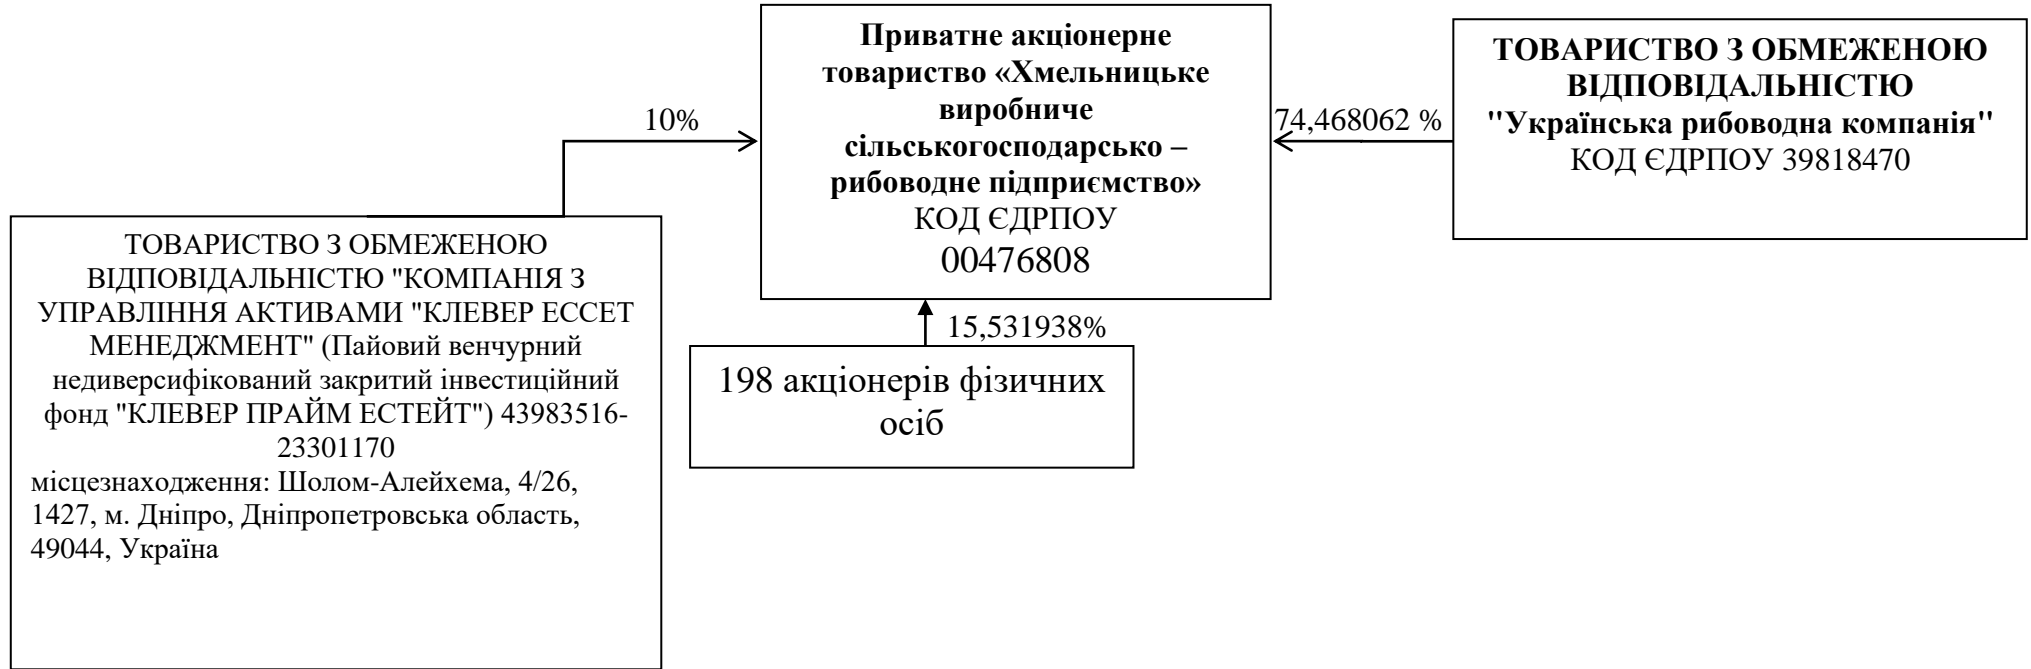 Приватне акціонерне
товариство «Хмельницьке
виробниче
сільськогосподарсько –
рибоводне підприємство»
КОД ЄДРПОУ
00476808
ТОВАРИСТВО З ОБМЕЖЕНОЮ
ВІДПОВІДАЛЬНІСТЮ
"Українська рибоводна компанія"
КОД ЄДРПОУ 39818470
10%
74,468062 %
ТОВАРИСТВО З ОБМЕЖЕНОЮ
ВІДПОВІДАЛЬНІСТЮ "КОМПАНІЯ З
УПРАВЛІННЯ АКТИВАМИ "КЛЕВЕР ЕССЕТ
МЕНЕДЖМЕНТ" (Пайовий венчурний
недиверсифікований закритий інвестиційний
фонд "КЛЕВЕР ПРАЙМ ЕСТЕЙТ") 43983516-
23301170
місцезнаходження: Шолом-Алейхема, 4/26,
1427, м. Дніпро, Дніпропетровська область,
49044, Україна
15,531938%
198 акціонерів фізичних
осіб